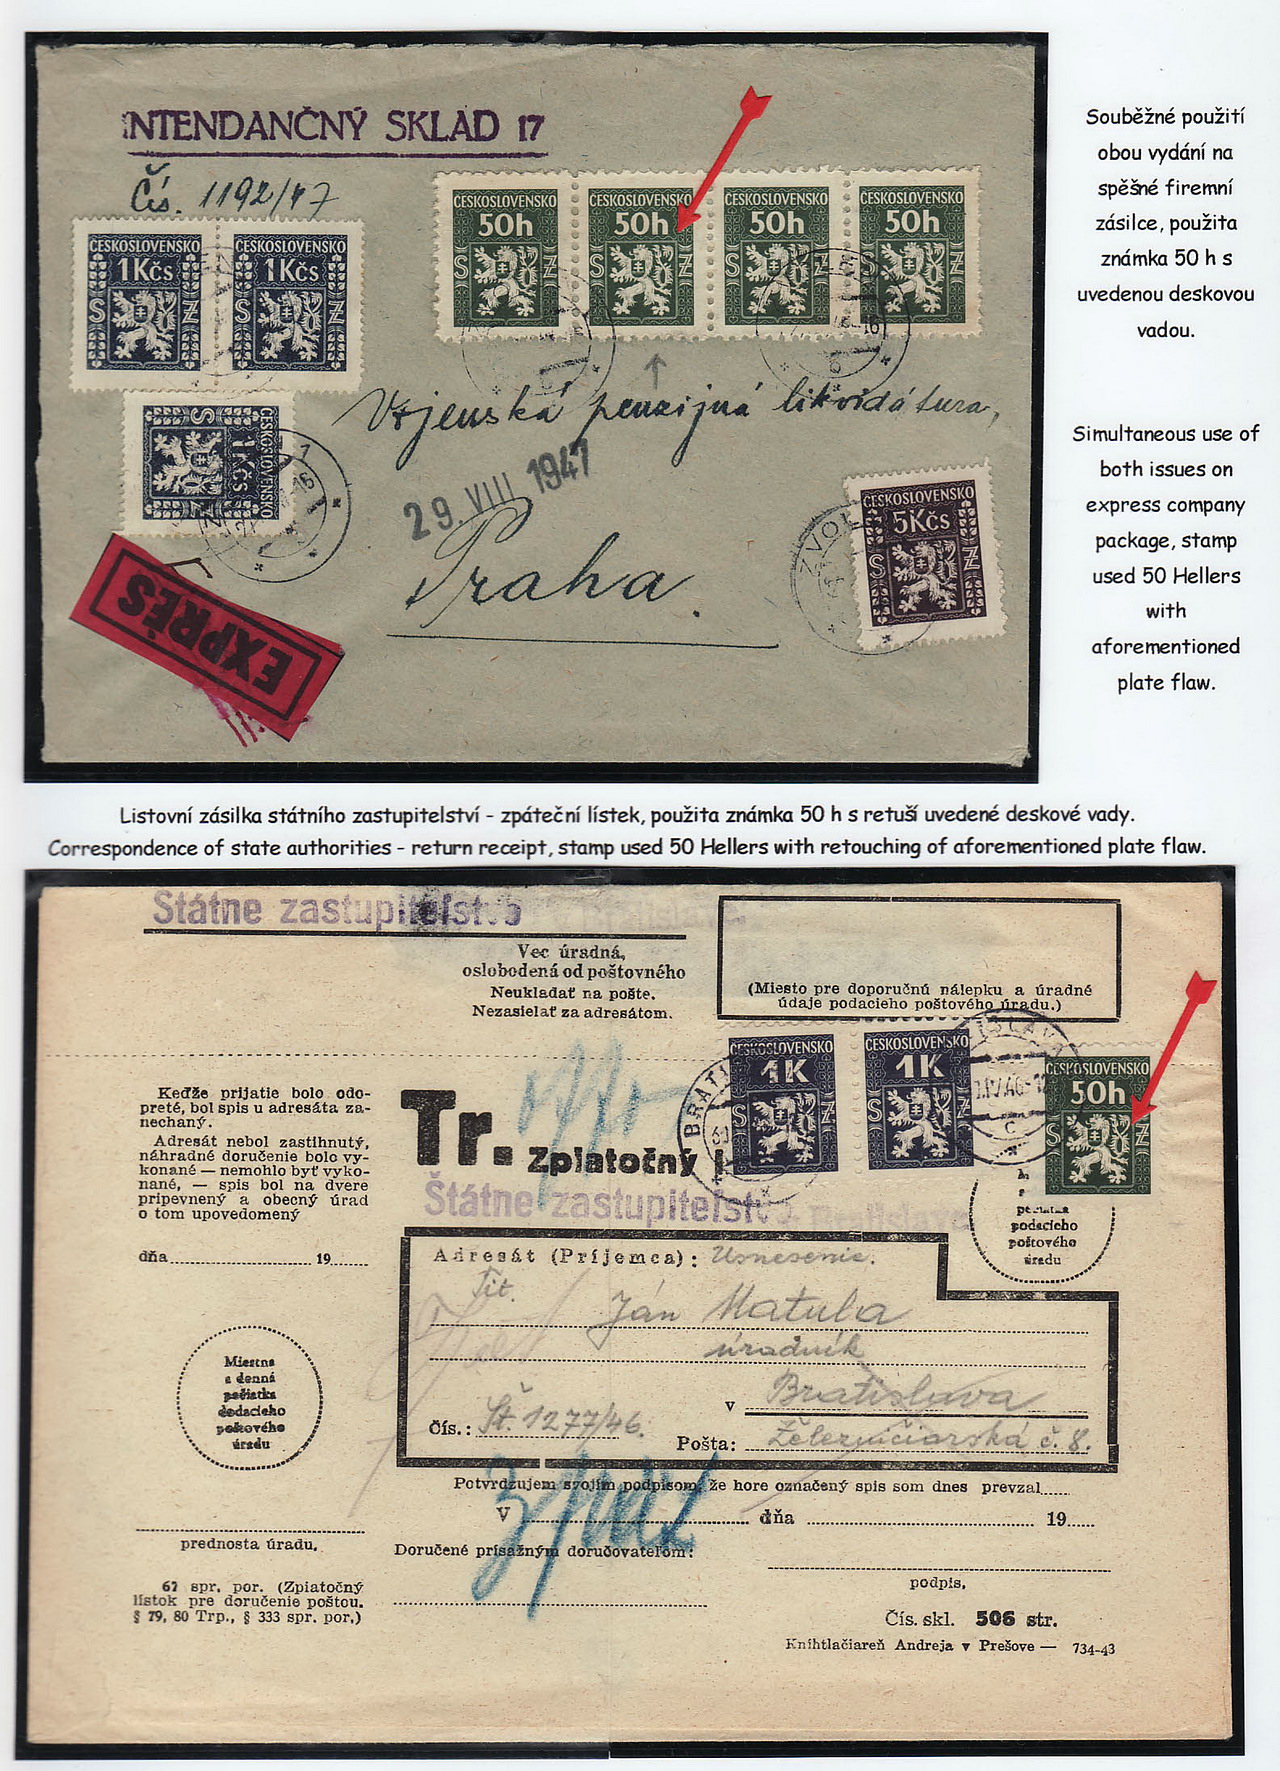 INTENDANČNÝ SKLAD 17
Čís. 1192/47
ČESKOSLOVENSKO ČESKOSLOVENSKO ČESKOSLOVENSKO ČESKOSLOVENSKO
50h 50h 50h 50h
S Z S Z S Z S Z
ČESKOSLOVENSKO ČESKOSLOVENSKO
1Kčs 1Kčs
S Z S Z
ČESKOSLOVENSKO
1Kčs
S Z
Vojenská penzijná likvidátura,
29. VIII 1947
Praha.
ČESKOSLOVENSKO
5Kčs
S Z
ZVOL
EXPRÉS
Souběžné použití
obou vydání na
spěšné firemní
zásilce, použita
známka 50 h s
uvedenou deskovou
vadou.
Simultaneous use of
both issues on
express company
package, stamp
used 50 Hellers
with
aforementioned
plate flaw.
Listovní zásilka státního zastupitelství - zpáteční lístek, použita známka 50 h s retuší uvedené deskové vady.
Correspondence of state authorities - return receipt, stamp used 50 Hellers with retouching of aforementioned plate flaw.
Štátne zastupiteľstvo
Vec úradná,
oslobodená od poštovného
Neukladať na pošte.
Nezasielať za adresátom.
(Miesto pre doporučnú nálepku a úradné
údaje podacieho poštového úradu.)
ČESKOSLOVENSKO ČESKOSLOVENSKO
1K 1K
S Z S Z
ČESKOSLOVENSKO
50h
S Z
Keďže prijatie bolo odo-
preté, bol spis u adresáta za-
nechaný.
Adresát nebol zastihnutý,
náhradné doručenie bolo vy-
konané — nemohlo byť vyko-
nané, — spis bol na dvere
pripevnený a obecný úrad
o tom upovedomený
dňa 19
Tr. Zpiatočný l
Štátne zastupiteľstvo Bratislava
pečiatka
podacieho
poštového
úradu
Adresát (Príjemca): Usnesenie.
Tit.
Ján Matula
úradník
v Bratislava
Čís.: Št. 1277/46.
Pošta: Železničiarska č. 8.
Miestna
a denná
pečiatka
dodacieho
poštového
úradu
Potvrdzujem svojím podpisom, že hore označený spis som dnes prevzal
V dňa 19
prednosta úradu.
Doručené prísažným doručovateľom:
podpis.
67 spr. por. (Zpiatočný
lístok pre doručenie poštou.
§ 79, 80 Trp., § 333 spr. por.)
Čís. skl. 506 str.
Kníhtlačiareň Andreja v Prešove — 734-43